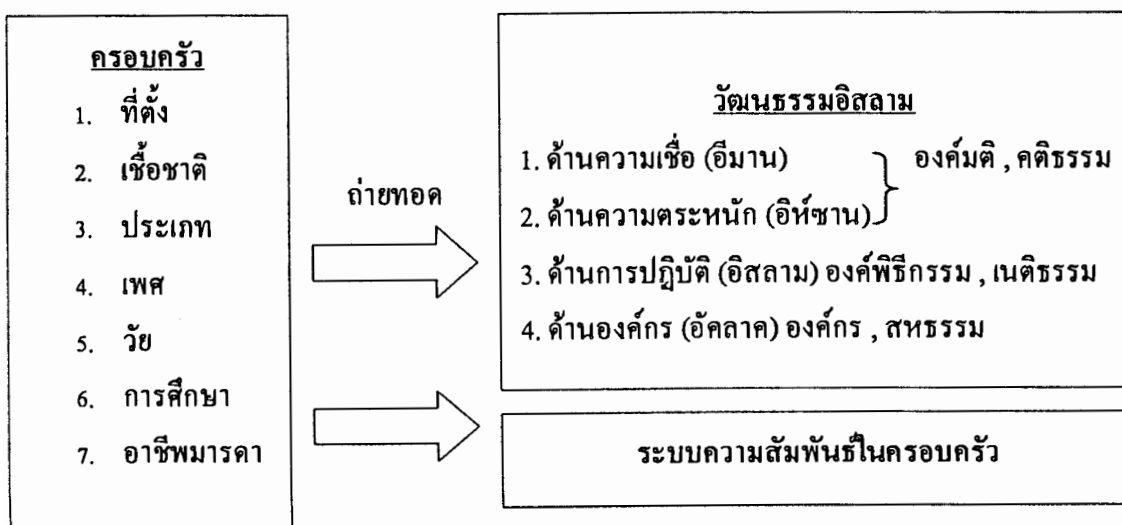 ครอบครัว
1. ที่ตั้ง
2. เชื้อชาติ
3. ประเภท
4. เพศ
5. วัย
6. การศึกษา
7. อาชีพมารดา
ถ่ายทอด
วัฒนธรรมอิสลาม
1. ด้านความเชื่อ (อีมาน) องค์มติ , คติธรรม
2. ด้านความตระหนัก (อิห์ซาน)
3. ด้านการปฏิบัติ (อิสลาม) องค์พิธีกรรม , เนติธรรม
4. ด้านองค์กร (อัคลาค) องค์กร , สหธรรม
ระบบความสัมพันธ์ในครอบครัว